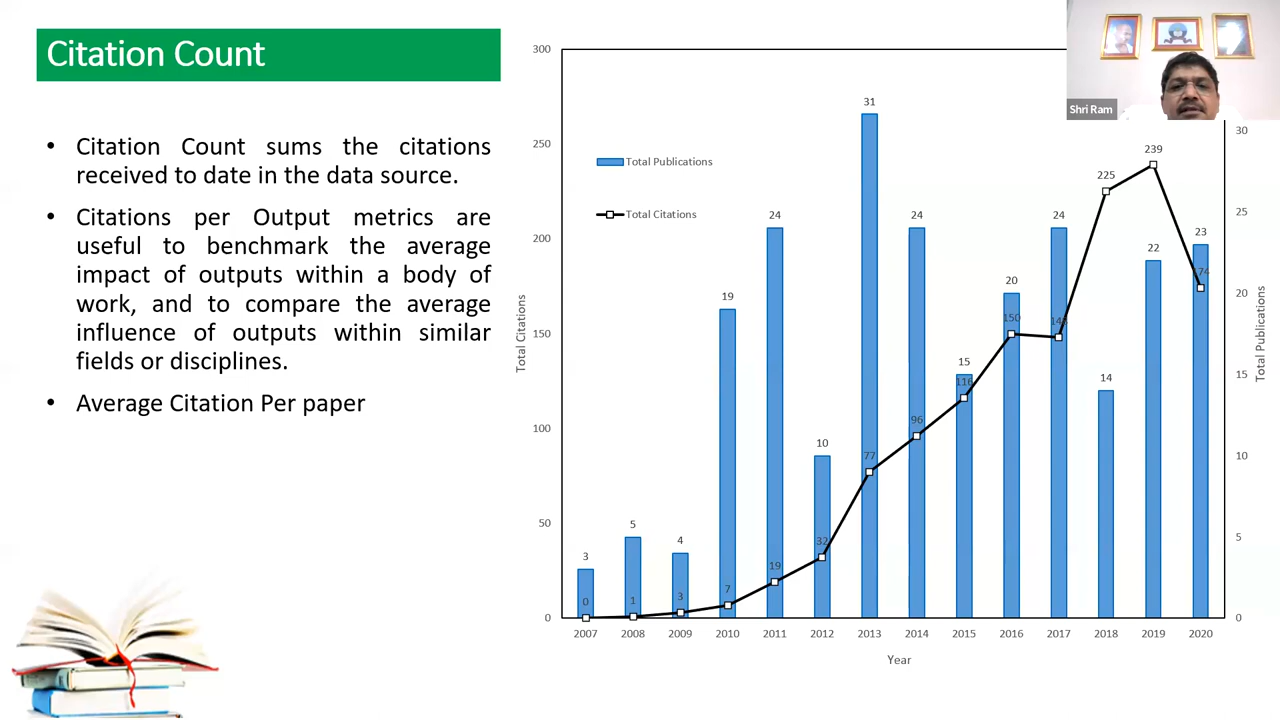 Citation Count
• Citation Count sums the citations
received to date in the data source.
• Citations per Output metrics are
useful to benchmark the average
impact of outputs within a body of
work, and to compare the average
influence of outputs within similar
fields or disciplines.
• Average Citation Per paper
Shri Ram
Total Publications
Total Citations
300
250
200
150
100
50
0
Total Citations
30
25
20
15
10
5
0
Total Publications
3
5
4
19
24
10
31
24
15
20
24
14
22
23
0
1
3
7
19
32
77
96
116
150
225
239
2007 2008 2009 2010 2011 2012 2013 2014 2015 2016 2017 2018 2019 2020
Year